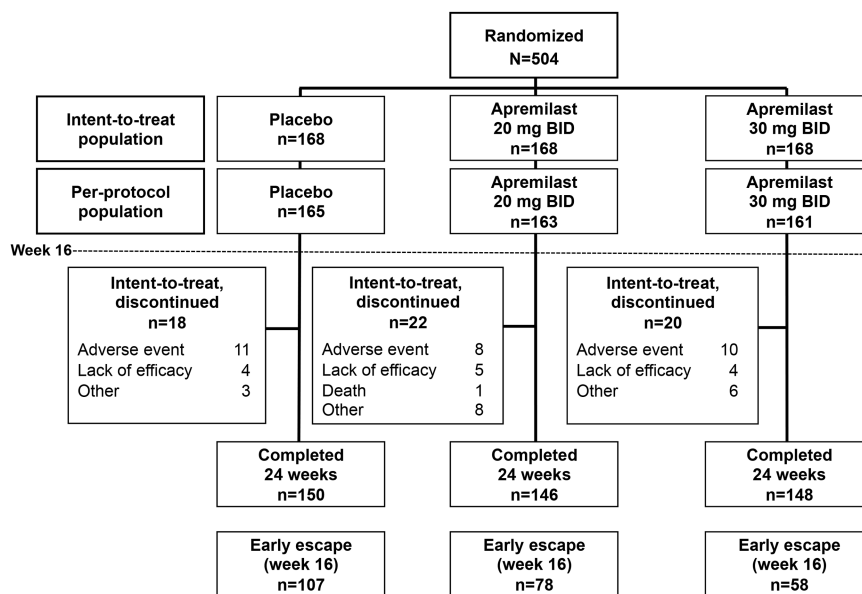 Randomized
N=504
Intent-to-treat
population
Placebo
n=168
Apremilast
20 mg BID
n=168
Apremilast
30 mg BID
n=168
Per-protocol
population
Placebo
n=165
Apremilast
20 mg BID
n=163
Apremilast
30 mg BID
n=161
Week 16
Intent-to-treat,
discontinued
n=18
Adverse event 11
Lack of efficacy 4
Other 3
Intent-to-treat,
discontinued
n=22
Adverse event 8
Lack of efficacy 5
Death 1
Other 8
Intent-to-treat,
discontinued
n=20
Adverse event 10
Lack of efficacy 4
Other 6
Completed
24 weeks
n=150
Completed
24 weeks
n=146
Completed
24 weeks
n=148
Early escape
(week 16)
n=107
Early escape
(week 16)
n=78
Early escape
(week 16)
n=58